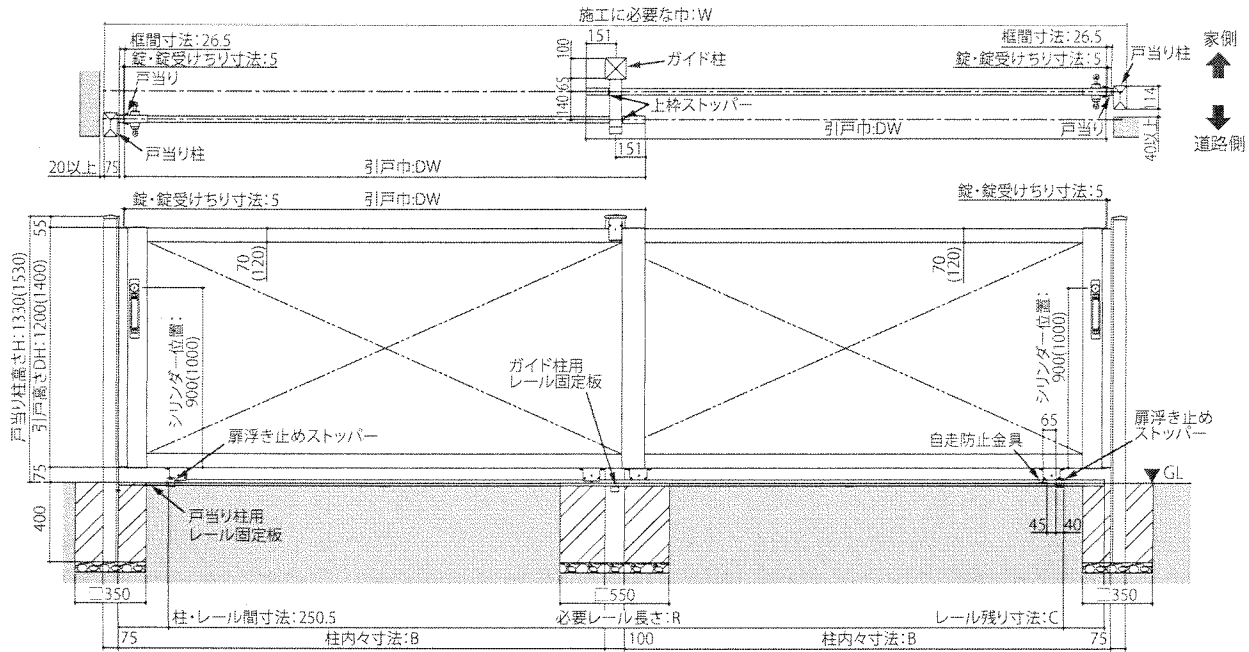 施工に必要な巾:W
151
框間寸法:26.5
錠・錠受けちり寸法:5
戸当り
100
65
140
ガイド柱
上枠ストッパー
框間寸法:26.5
錠・錠受けちり寸法:5
戸当り柱
家側
道路側
114
40以上
戸当り
引戸巾:DW
戸当り柱
20以上
75
引戸巾:DW
151
錠・錠受けちり寸法:5
引戸巾:DW
錠・錠受けちり寸法:5
戸当り柱高さH:1330(1530)
引戸高さDH:1200(1400)
55
75
400
70
(120)
70
(120)
シリンダー位置:
900(1000)
シリンダー位置:
900(1000)
ガイド柱用
レール固定板
扉浮き止めストッパー
自走防止金具
65
扉浮き止め
ストッパー
GL
戸当り柱用
レール固定板
45
40
□350
□550
□350
柱・レール間寸法:250.5
必要レール長さ:R
レール残り寸法:C
75
柱内々寸法:B
100
柱内々寸法:B
75